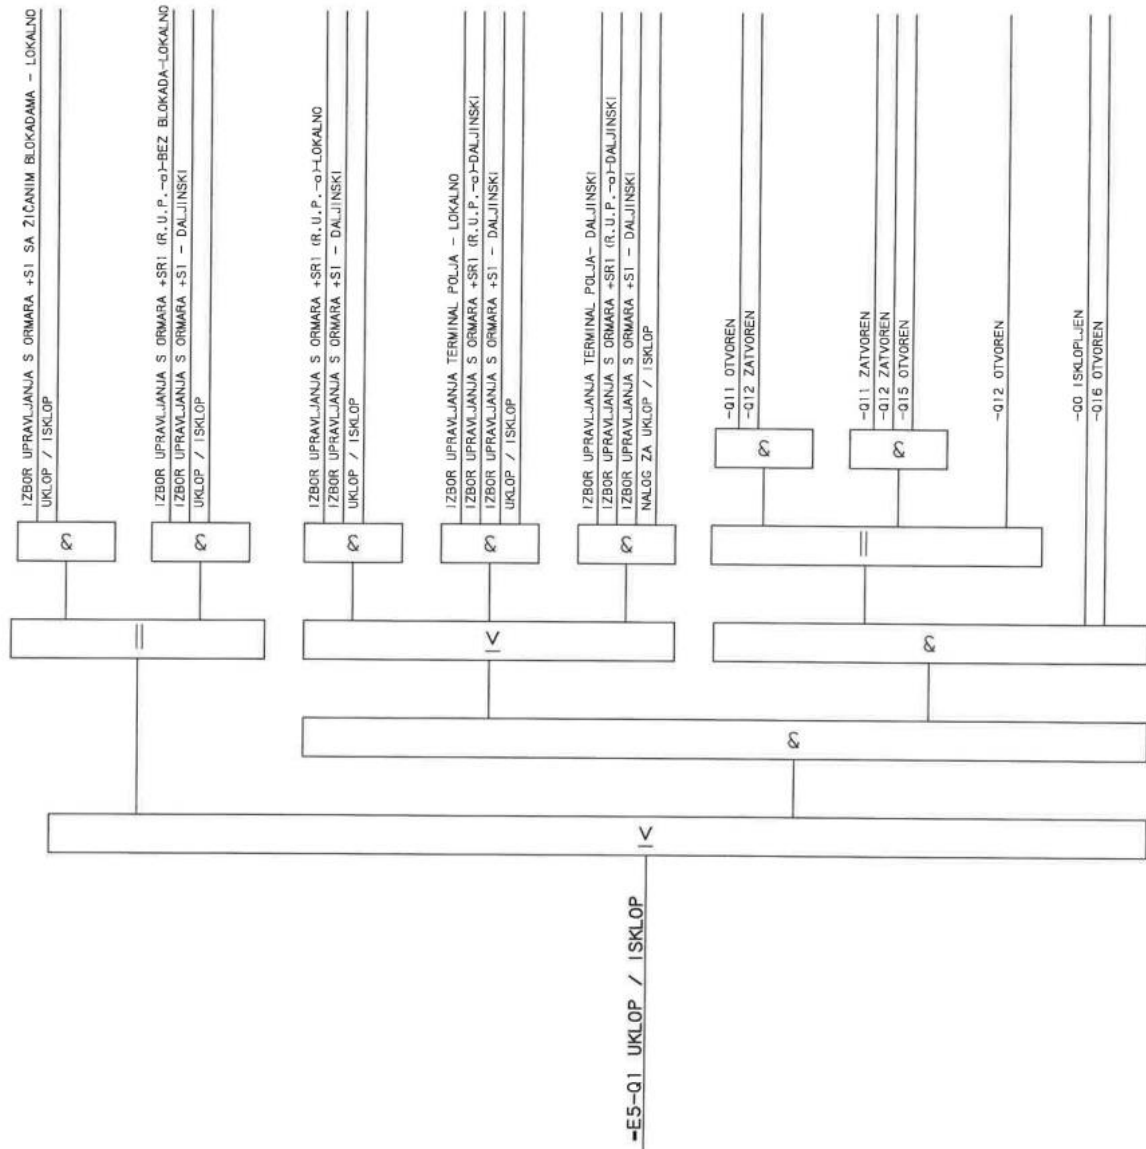 IZBOR UPRAVLJANJA S ORMARA +S1 SA ŽIČANIM BLOKADAMA - LOKALNO
UKLOP / ISKLOP
&
IZBOR UPRAVLJANJA S ORMARA +SR1 (R.U.P.-a)-BEZ BLOKADA-LOKALNO
IZBOR UPRAVLJANJA S ORMARA +S1 - DALJINSKI
UKLOP / ISKLOP
&
||
IZBOR UPRAVLJANJA S ORMARA +SR1 (R.U.P.-a)-LOKALNO
IZBOR UPRAVLJANJA S ORMARA +S1 - DALJINSKI
UKLOP / ISKLOP
&
IZBOR UPRAVLJANJA TERMINAL POLJA - LOKALNO
IZBOR UPRAVLJANJA S ORMARA +SR1 (R.U.P.-a)-DALJINSKI
IZBOR UPRAVLJANJA S ORMARA +S1 - DALJINSKI
UKLOP / ISKLOP
&
IZBOR UPRAVLJANJA TERMINAL POLJA- DALJINSKI
IZBOR UPRAVLJANJA S ORMARA +SR1 (R.U.P.-a)-DALJINSKI
IZBOR UPRAVLJANJA S ORMARA +S1 - DALJINSKI
NALOG ZA UKLOP / ISKLOP
&
V
-Q11 OTVOREN
-Q12 ZATVOREN
&
-Q11 ZATVOREN
-Q12 ZATVOREN
-Q15 OTVOREN
&
-Q12 OTVOREN
||
-Q0 ISKLOPLJEN
-Q16 OTVOREN
&
&
V
=E5-Q1 UKLOP / ISKLOP